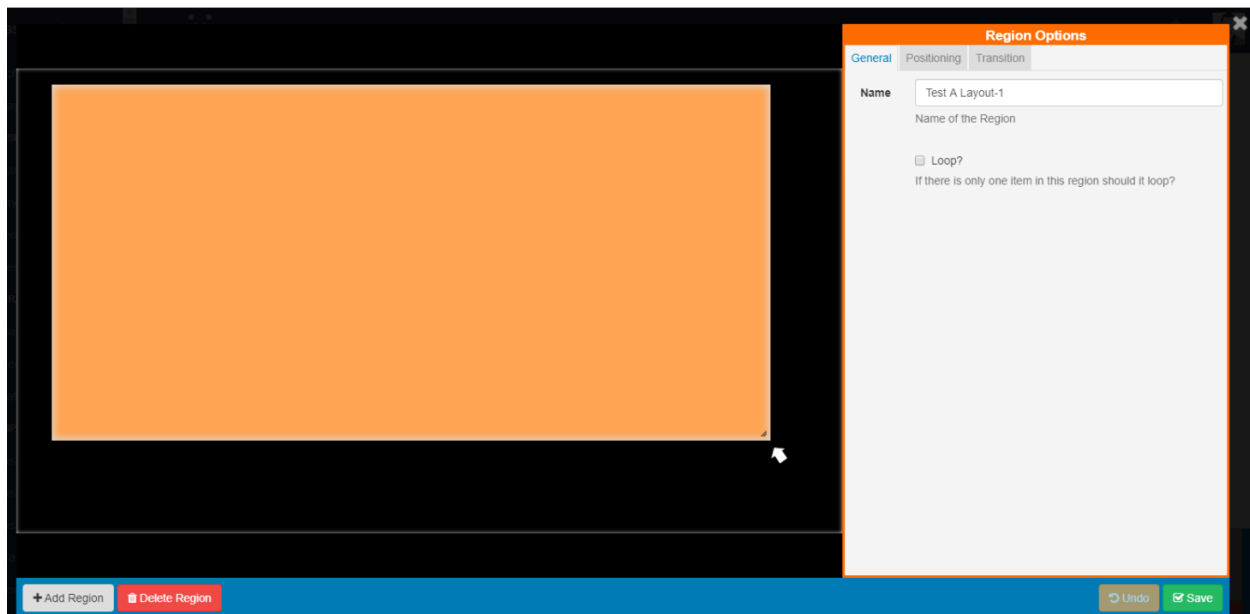 Region Options
General Positioning Transition
Name Test A Layout-1
Name of the Region
Loop?
If there is only one item in this region should it loop?
Add Region Delete Region Undo Save